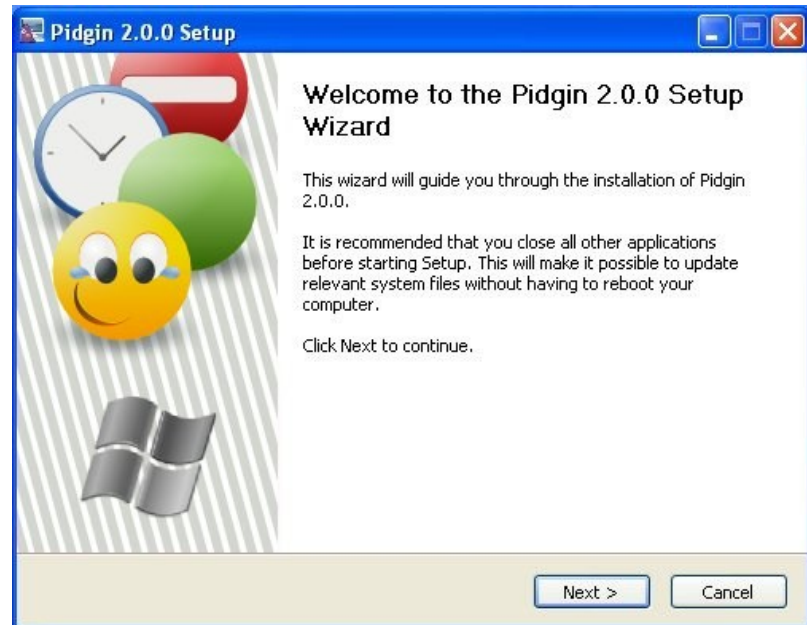 Pidgin 2.0.0 Setup
Welcome to the Pidgin 2.0.0 Setup
Wizard
This wizard will guide you through the installation of Pidgin
2.0.0.
It is recommended that you close all other applications
before starting Setup. This will make it possible to update
relevant system files without having to reboot your
computer.
Click Next to continue.
Next >
Cancel